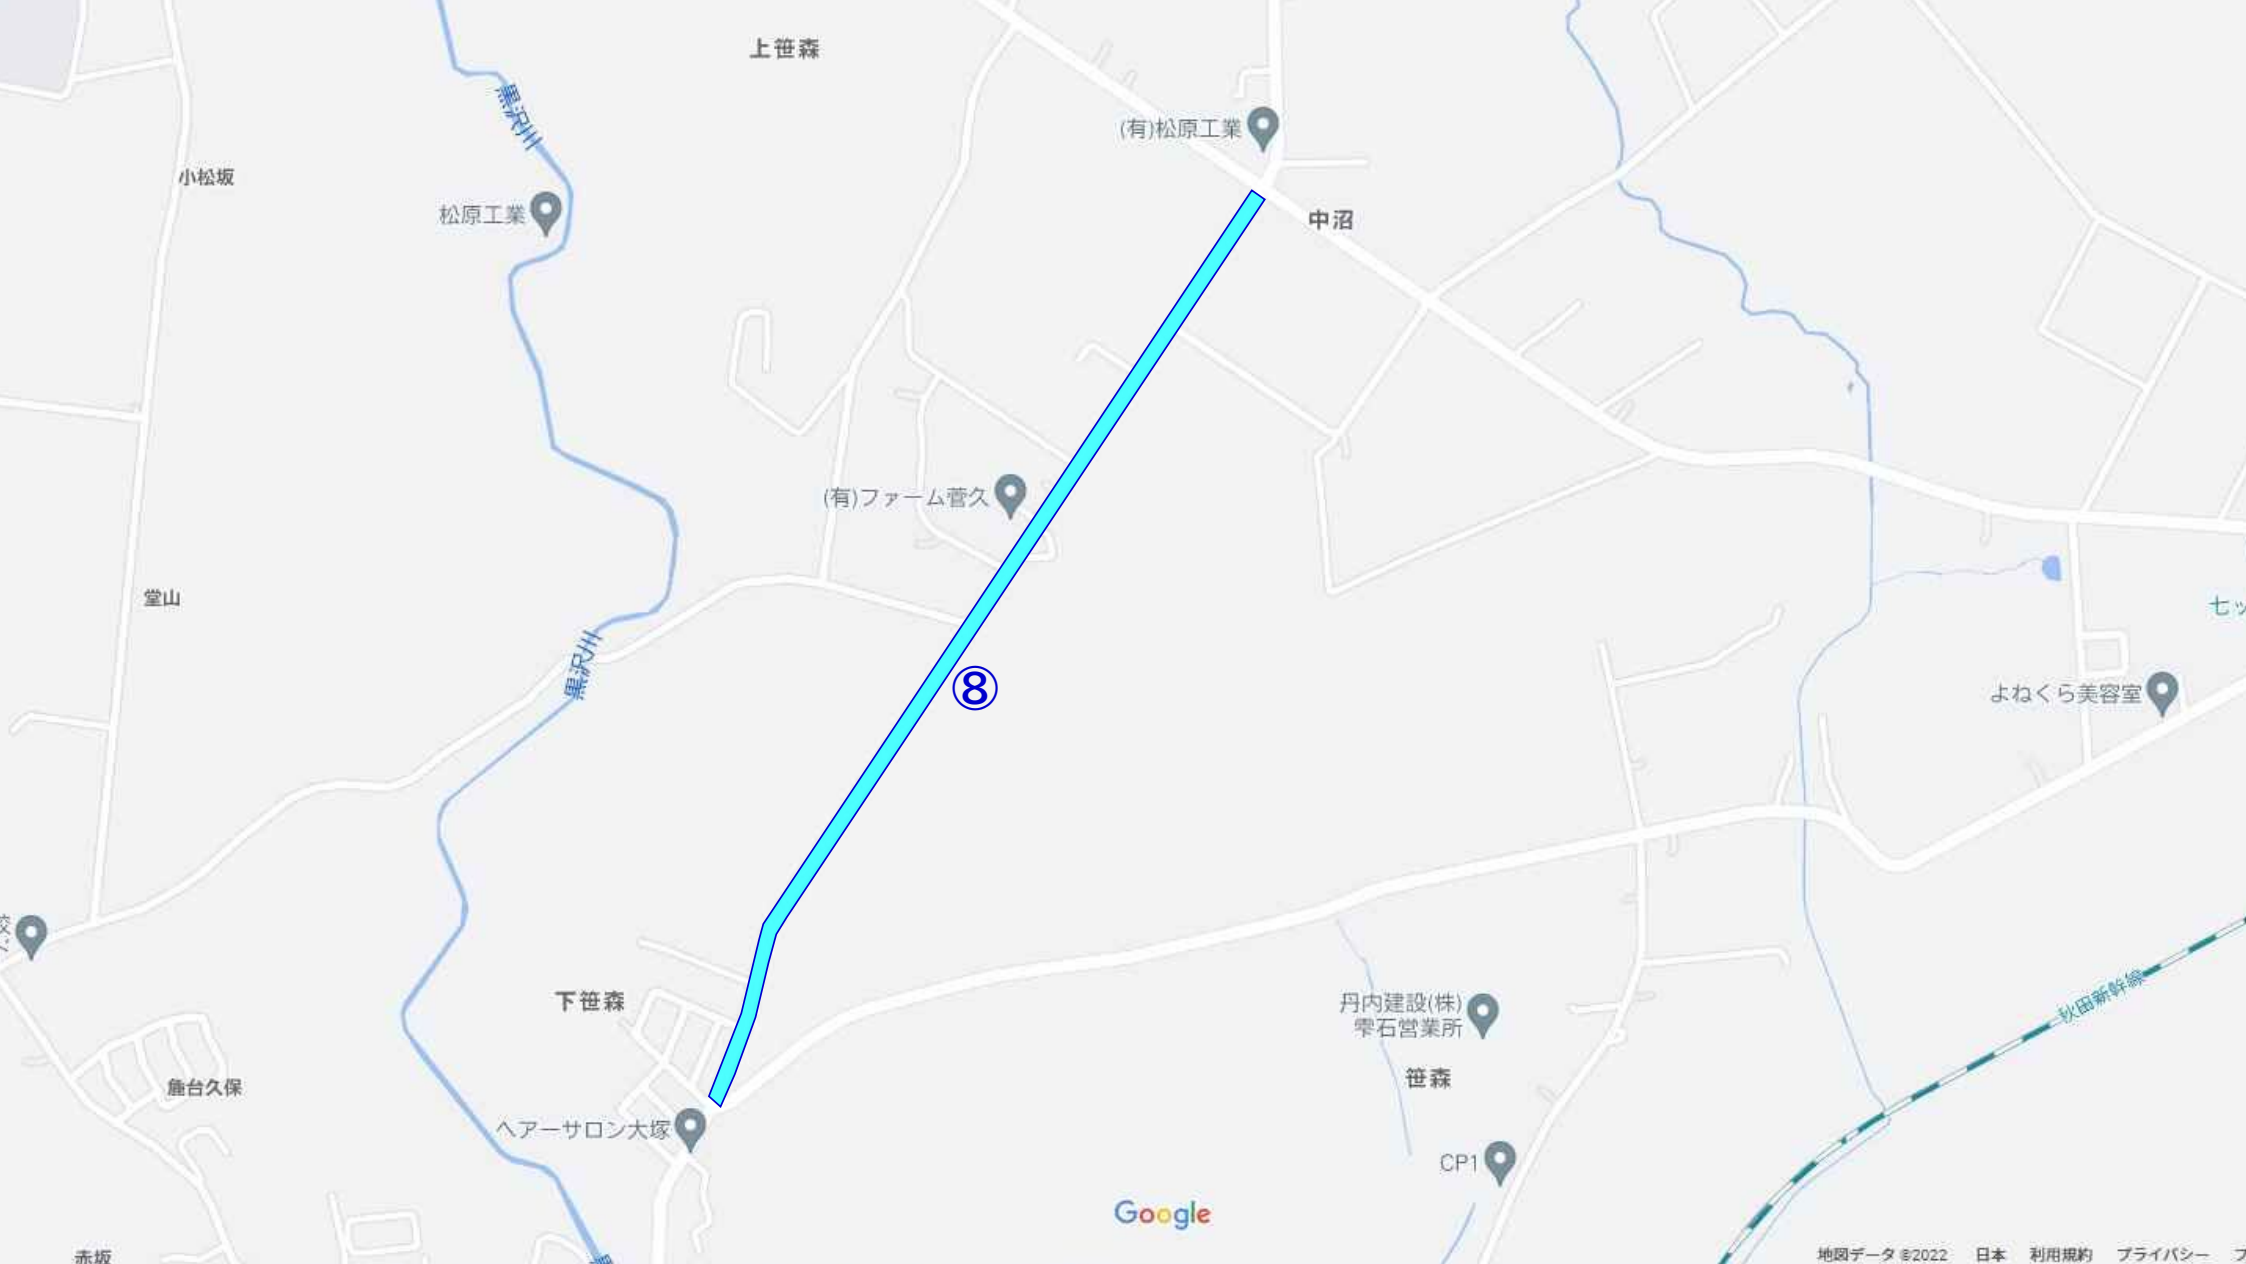 上笹森
黒沢川
(有)松原工業
小松坂
松原工業
中沼
(有)ファーム菅久
堂山
七ッ
黒沢川
⑧
よねくら美容室
校
下笹森
丹内建設(株)
雫石営業所
秋田新幹線
笹森
ヘアーサロン大塚
CP1
Google
赤坂
地図データ ©2022 日本 利用規約 プライバシー